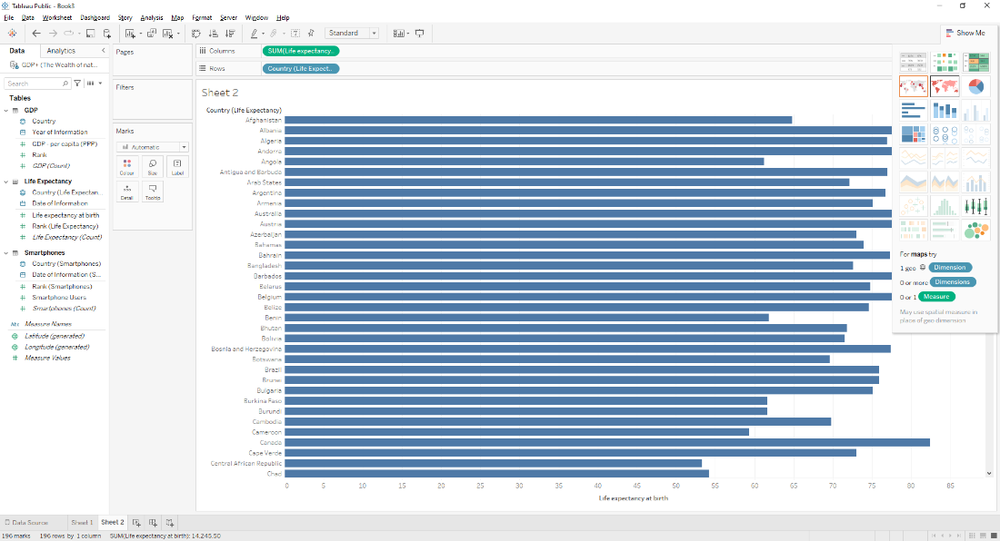 Tableau Public - Book3
File Data Worksheet Dashboard Story Analysis Map Format Server Window Help
Standard
Show Me
Data Analytics
GDP+ (The Wealth of nat...
Search
Tables
GDP
Country
Year of Information
GDP - per capita (PPP)
Rank
GDP (Count)
Life Expectancy
Country (Life Expectan...
Date of Information
Life expectancy at birth
Rank (Life Expectancy)
Life Expectancy (Count)
Smartphones
Country (Smartphones)
Date of Information (S...
Rank (Smartphones)
Smartphone Users
Smartphones (Count)
Abc Measure Names
Latitude (generated)
Longitude (generated)
Measure Values
Pages
Filters
Marks
Automatic
Colour Size Label
Detail Tooltip
Columns SUM(Life expectancy..
Rows Country (Life Expect..
Sheet 2
Country (Life Expectancy)
Afghanistan
Albania
Algeria
Andorra
Angola
Antigua and Barbuda
Arab States
Argentina
Armenia
Australia
Austria
Azerbaijan
Bahamas
Bahrain
Bangladesh
Barbados
Belarus
Belgium
Belize
Benin
Bhutan
Bolivia
Bosnia and Herzegovina
Botswana
Brazil
Brunei
Bulgaria
Burkina Faso
Burundi
Cambodia
Cameroon
Canada
Cape Verde
Central African Republic
Chad
0 5 10 15 20 25 30 35 40 45 50 55 60 65 70 75 80 85
Life expectancy at birth
For maps try
1 geo Dimension
0 or more Dimensions
0 or 1 Measure
May use spatial measure in
place of geo dimension
Data Source Sheet 1 Sheet 2
196 marks 196 rows by 1 column SUM(Life expectancy at birth): 14,245.50